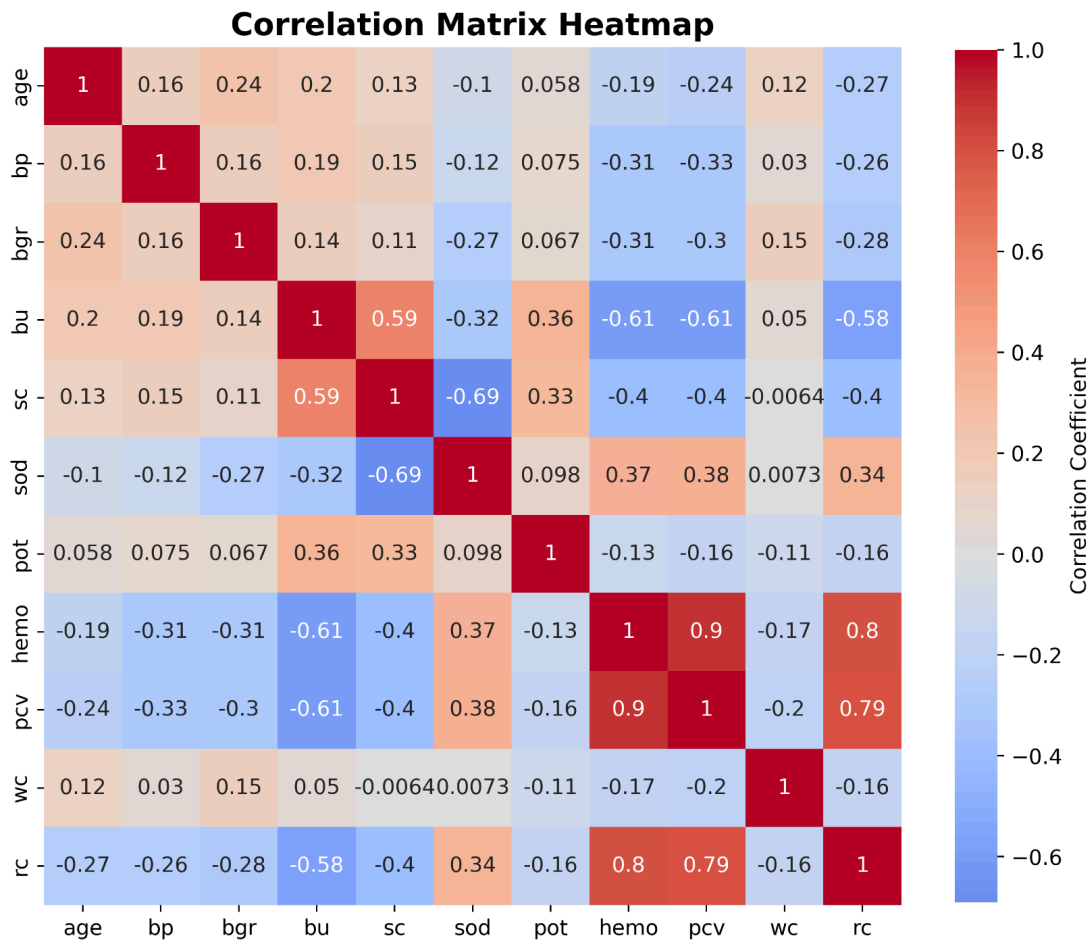 Correlation Matrix Heatmap
age 1 0.16 0.24 0.2 0.13 -0.1 0.058 -0.19 -0.24 0.12 -0.27
bp 0.16 1 0.16 0.19 0.15 -0.12 0.075 -0.31 -0.33 0.03 -0.26
bgr 0.24 0.16 1 0.14 0.11 -0.27 0.067 -0.31 -0.3 0.15 -0.28
bu 0.2 0.19 0.14 1 0.59 -0.32 0.36 -0.61 -0.61 0.05 -0.58
sc 0.13 0.15 0.11 0.59 1 -0.69 0.33 -0.4 -0.4 -0.0064 -0.4
sod -0.1 -0.12 -0.27 -0.32 -0.69 1 0.098 0.37 0.38 0.0073 0.34
pot 0.058 0.075 0.067 0.36 0.33 0.098 1 -0.13 -0.16 -0.11 -0.16
hemo -0.19 -0.31 -0.31 -0.61 -0.4 0.37 -0.13 1 0.9 -0.17 0.8
pcv -0.24 -0.33 -0.3 -0.61 -0.4 0.38 -0.16 0.9 1 -0.2 0.79
wc 0.12 0.03 0.15 0.05 -0.0064 0.0073 -0.11 -0.17 -0.2 1 -0.16
rc -0.27 -0.26 -0.28 -0.58 -0.4 0.34 -0.16 0.8 0.79 -0.16 1
age bp bgr bu sc sod pot hemo pcv wc rc
1.0
0.8
0.6
0.4
0.2
0.0
−0.2
−0.4
−0.6
Correlation Coefficient